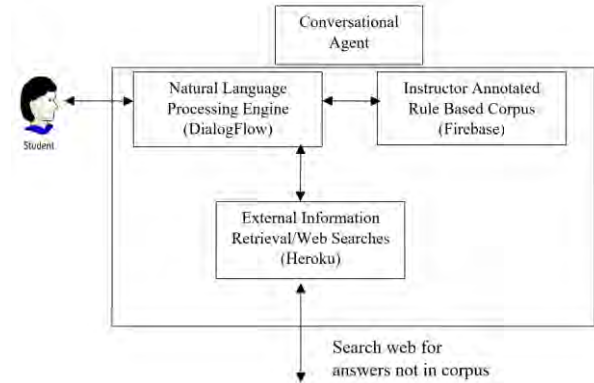 Conversational
Agent
Natural Language
Processing Engine
(DialogFlow)
Instructor Annotated
Rule Based Corpus
(Firebase)
Student
External Information
Retrieval/Web Searches
(Heroku)
Search web for
answers not in corpus